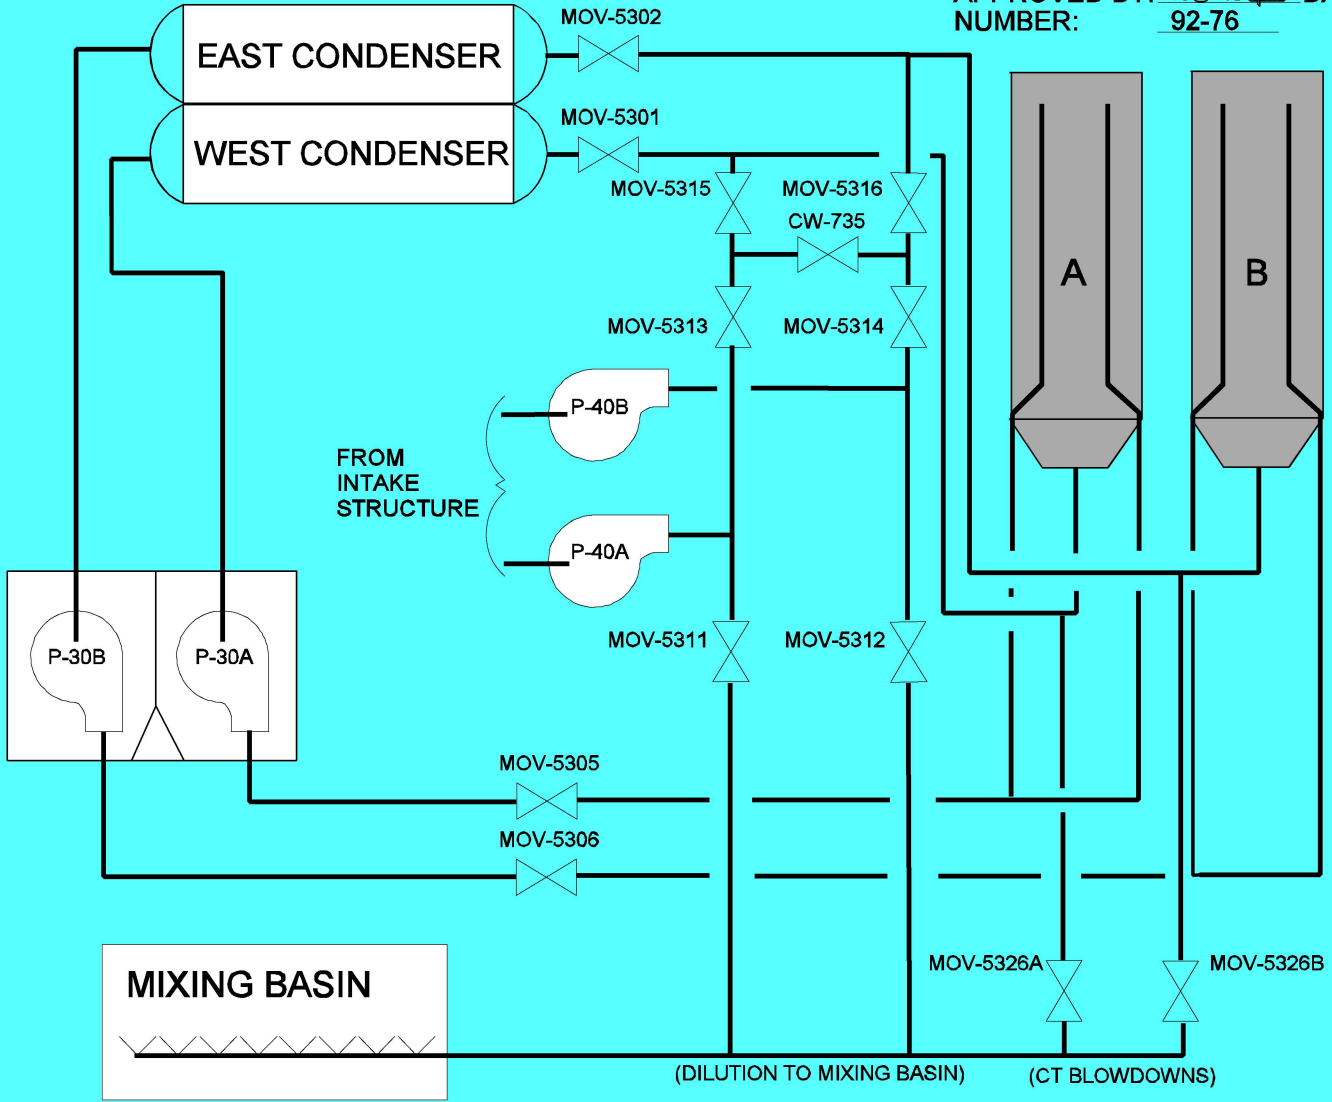 NUMBER: 92-76
MOV-5302
EAST CONDENSER
MOV-5301
WEST CONDENSER
MOV-5315
MOV-5316
CW-735
A
B
MOV-5313
MOV-5314
P-40B
FROM
INTAKE
STRUCTURE
P-40A
MOV-5311
MOV-5312
P-30B
P-30A
MOV-5305
MOV-5306
MOV-5326A
MOV-5326B
MIXING BASIN
(DILUTION TO MIXING BASIN)
(CT BLOWDOWNS)